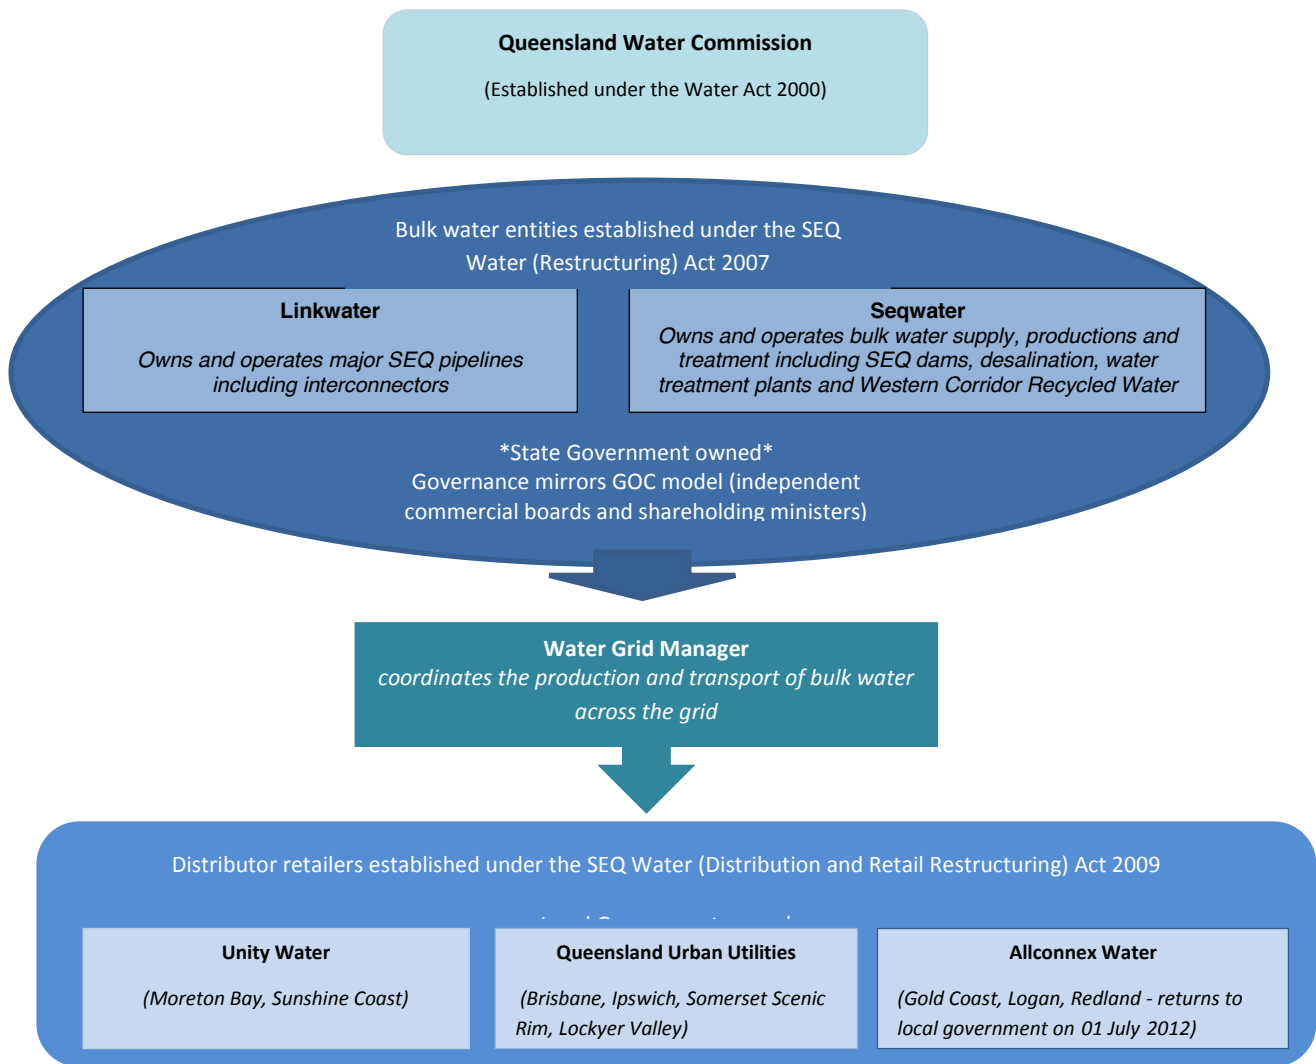 Queensland Water Commission
(Established under the Water Act 2000)
Bulk water entities established under the SEQ
Water (Restructuring) Act 2007
Linkwater
Owns and operates major SEQ pipelines
including interconnectors
Seqwater
Owns and operates bulk water supply, productions and
treatment including SEQ dams, desalination, water
treatment plants and Western Corridor Recycled Water
*State Government owned*
Governance mirrors GOC model (independent
commercial boards and shareholding ministers)
Water Grid Manager
coordinates the production and transport of bulk water
across the grid
Distributor retailers established under the SEQ Water (Distribution and Retail Restructuring) Act 2009
Unity Water
(Moreton Bay, Sunshine Coast)
Queensland Urban Utilities
(Brisbane, Ipswich, Somerset Scenic
Rim, Lockyer Valley)
Allconnex Water
(Gold Coast, Logan, Redland - returns to
local government on 01 July 2012)